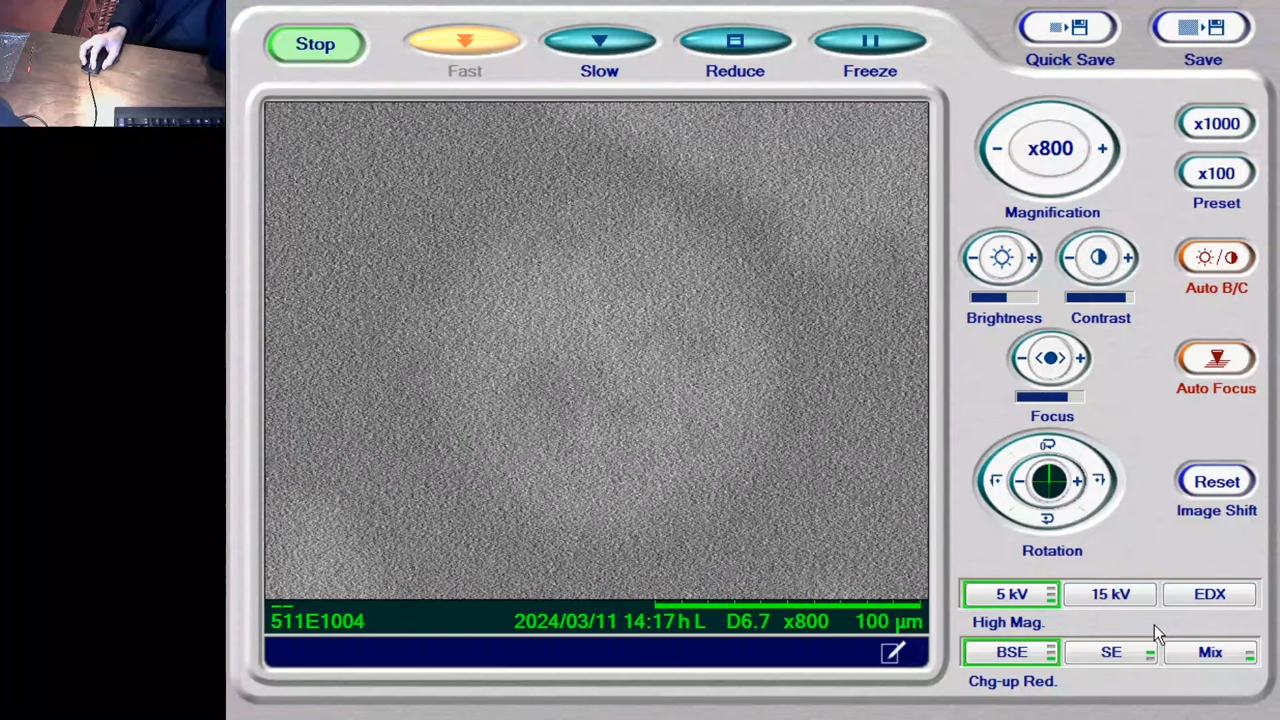 Stop
Fast
Slow
Reduce
Freeze
Quick Save
Save
x800
Magnification
x1000
x100
Preset
Brightness
Contrast
Auto B/C
Focus
Auto Focus
Rotation
Reset
Image Shift
511E1004 2024/03/11 14:17 h L D6.7 x800 100 µm
5 kV 15 kV EDX
High Mag.
BSE SE Mix
Chg-up Red.